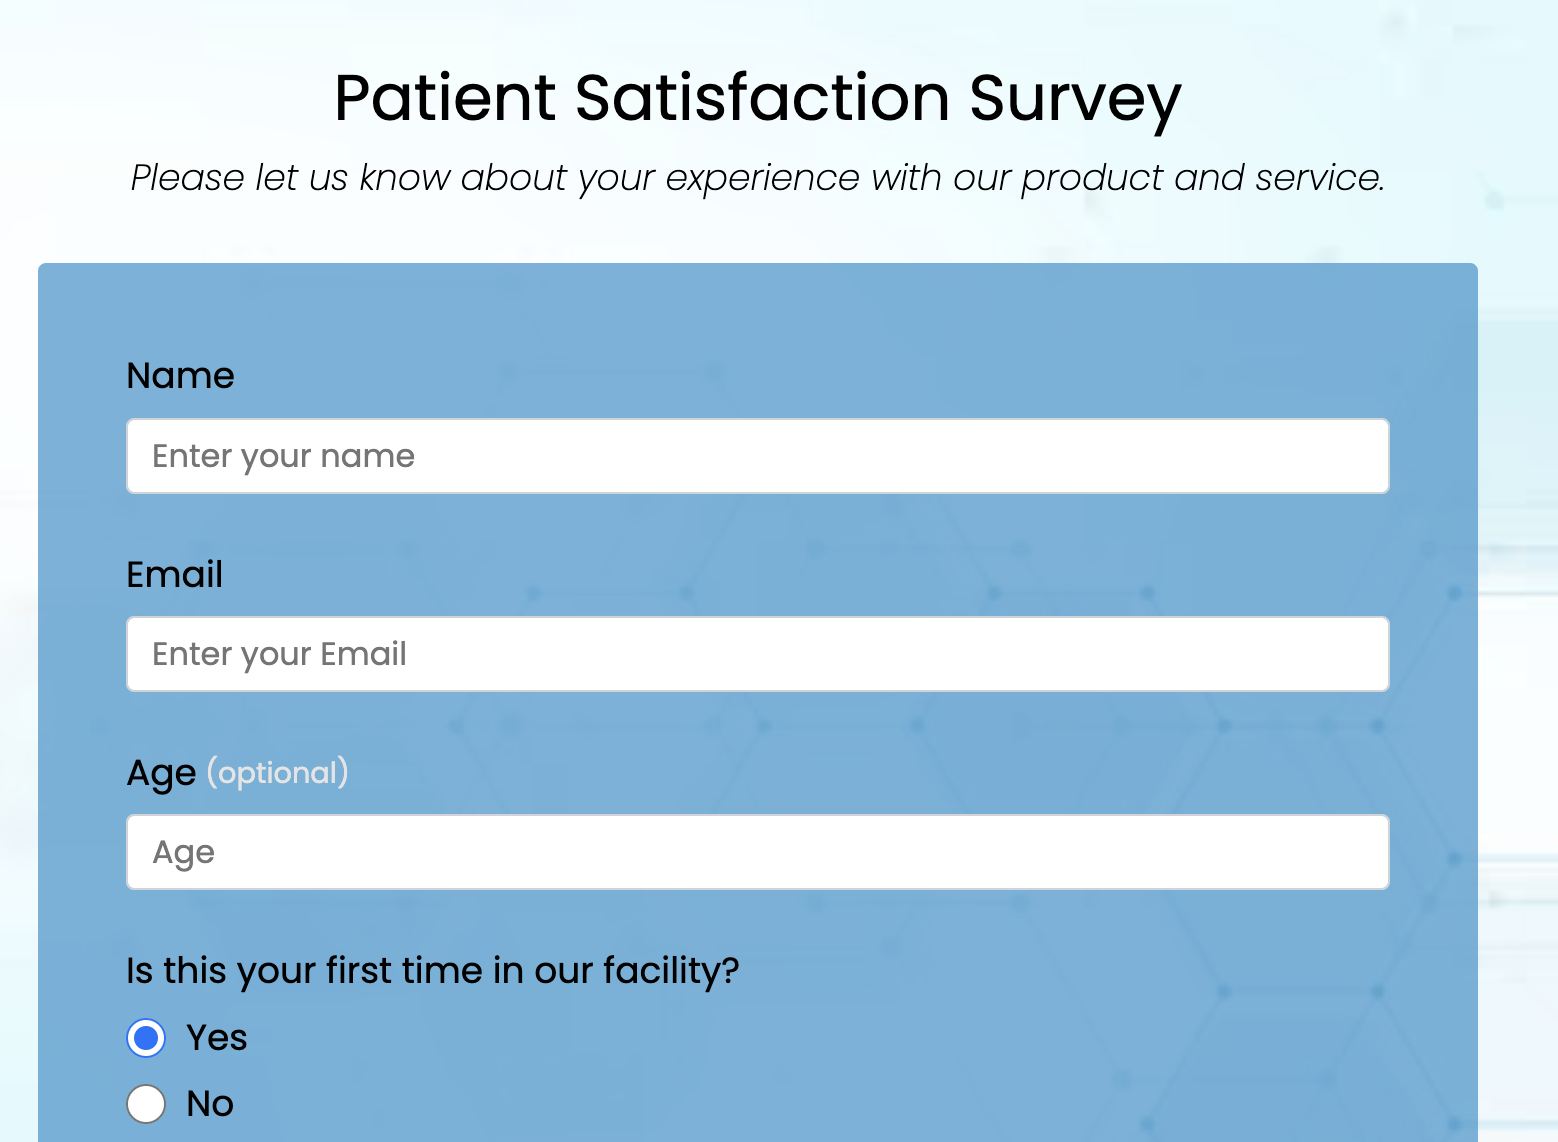 Patient Satisfaction Survey
Please let us know about your experience with our product and service.
Name
Enter your name
Email
Enter your Email
Age (optional)
Age
Is this your first time in our facility?
Yes
No